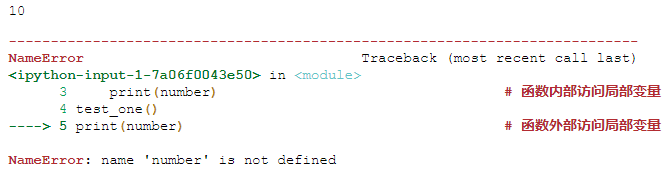 10
---------------------------------------------------------------------------
NameError                                 Traceback (most recent call last)
<ipython-input-1-7a06f0043e50> in <module>
      3     print(number)                                    # 函数内部访问局部变量
      4 test_one()
----> 5 print(number)                                        # 函数外部访问局部变量
NameError: name 'number' is not defined